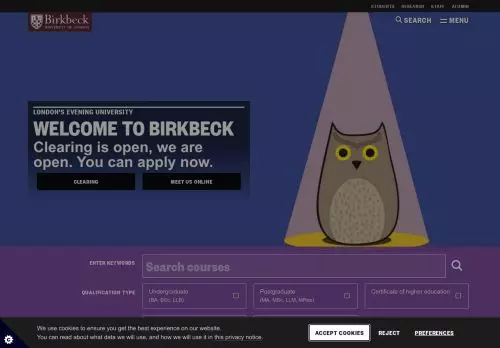 STUDENTS RESEARCH STAFF ALUMNI
Birkbeck
UNIVERSITY OF LONDON
SEARCH MENU
LONDON'S EVENING UNIVERSITY
WELCOME TO BIRKBECK
Clearing is open, we are
open. You can apply now.
CLEARING MEET US ONLINE
ENTER KEYWORDS Search courses
QUALIFICATION TYPE
Undergraduate
(BA, BSc, LLB)
Postgraduate
(MA, MSc, LLM, MRes)
Certificate of higher education
We use cookies to ensure you get the best experience on our website.
You can read about what data we will use, and how we will use it in this privacy notice.
ACCEPT COOKIES REJECT PREFERENCES